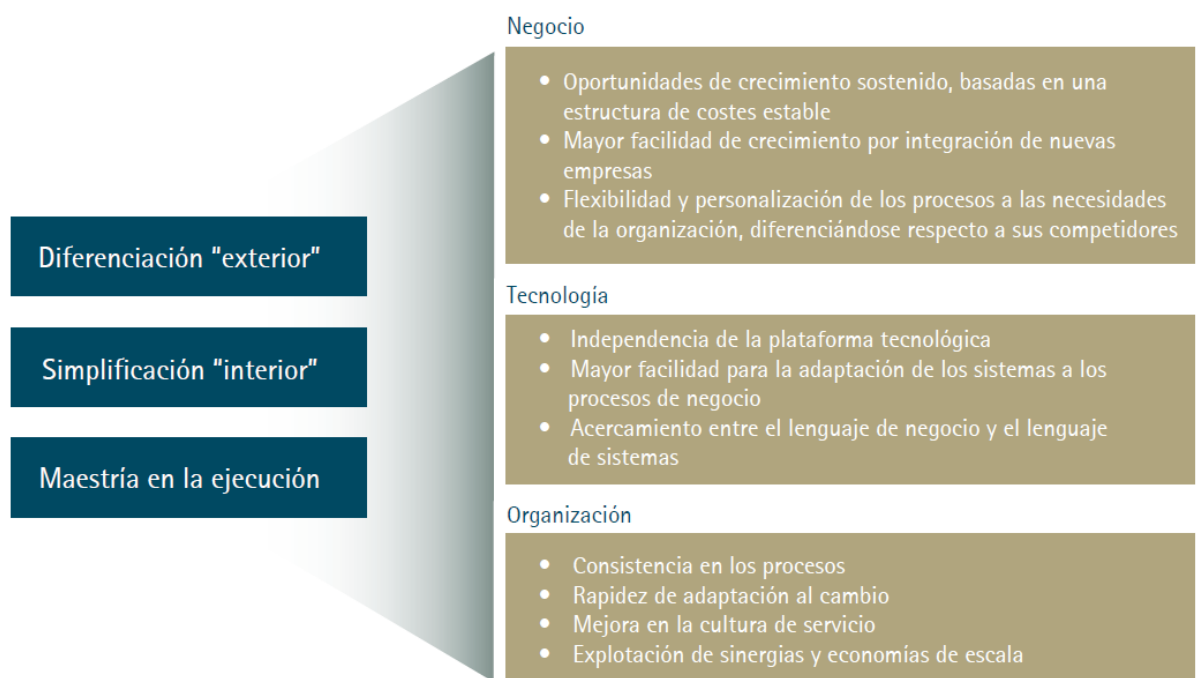 Diferenciación "exterior"
Simplificación "interior"
Maestría en la ejecución
Negocio
• Oportunidades de crecimiento sostenido, basadas en una
estructura de costes estable
• Mayor facilidad de crecimiento por integración de nuevas
empresas
• Flexibilidad y personalización de los procesos a las necesidades
de la organización, diferenciándose respecto a sus competidores
Tecnología
• Independencia de la plataforma tecnológica
• Mayor facilidad para la adaptación de los sistemas a los
procesos de negocio
• Acercamiento entre el lenguaje de negocio y el lenguaje
de sistemas
Organización
• Consistencia en los procesos
• Rapidez de adaptación al cambio
• Mejora en la cultura de servicio
• Explotación de sinergias y economías de escala